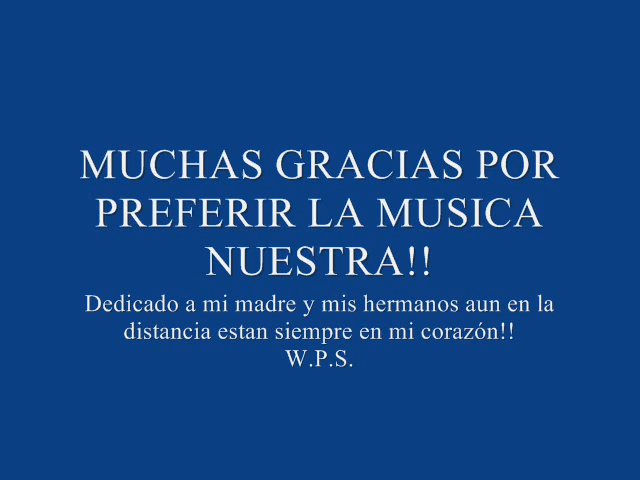 MUCHAS GRACIAS POR
PREFERIR LA MUSICA
NUESTRA!!
Dedicado a mi madre y mis hermanos aun en la
distancia estan siempre en mi corazón!!
W.P.S.